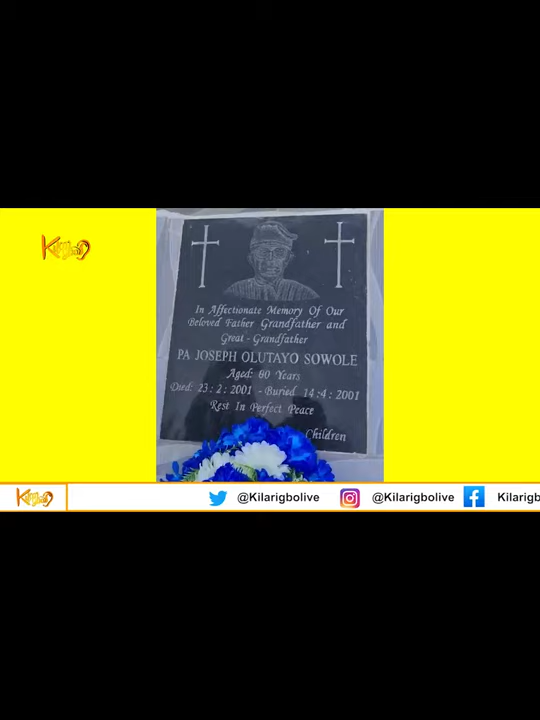 In Affectionate Memory Of Our
Beloved Father Grandfather and
Great - Grandfather
PA JOSEPH OLUTAYO SOWOLE
Aged: 80 Years
Died: 23:2:2001 - Buried 14:4:2001
Rest In Perfect Peace
Children
@Kilarigbolive @Kilarigbolive Kilarigb